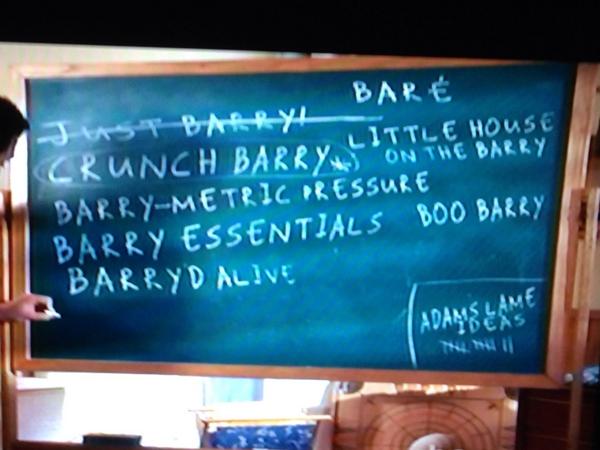 BARÉ
JUST BARRY!
LITTLE HOUSE
ON THE BARRY
CRUNCH BARRY*
BARRY-METRIC PRESSURE
BARRY ESSENTIALS
BOO BARRY
BARRYD ALIVE
ADAM'S LAME
IDEAS